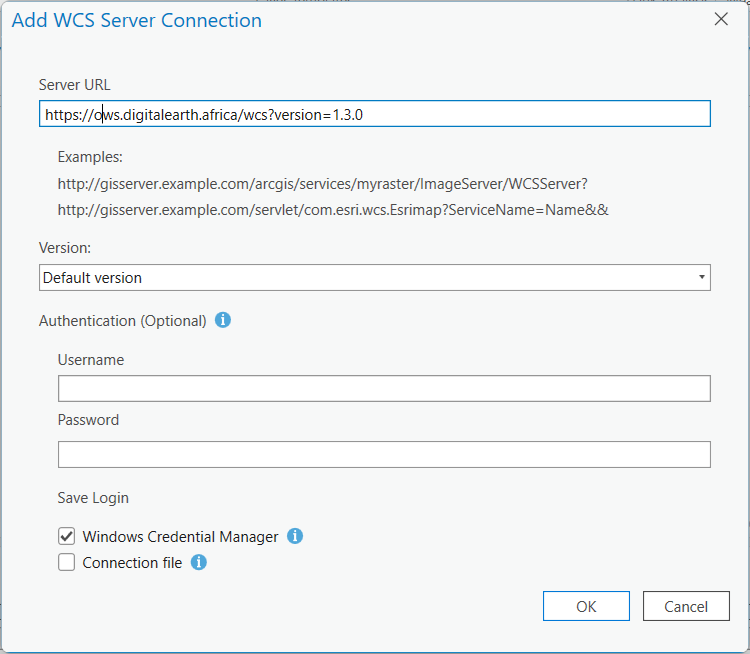 Add WCS Server Connection
Server URL
https://ows.digitalearth.africa/wcs?version=1.3.0
Examples:
http://gisserver.example.com/arcgis/services/myraster/ImageServer/WCSServer?
http://gisserver.example.com/servlet/com.esri.wcs.Esrimap?ServiceName=Name&&
Version:
Default version
Authentication (Optional)
Username
Password
Save Login
Windows Credential Manager
Connection file
OK Cancel